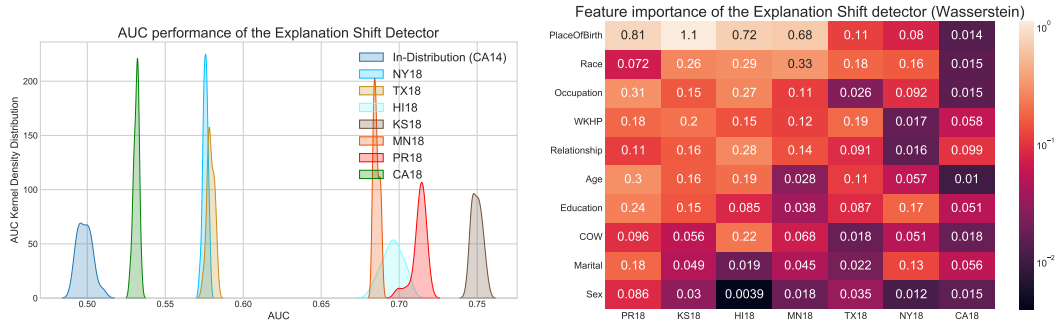 AUC performance of the Explanation Shift Detector
AUC Kernel Density Distribution
200
150
100
50
0
0.50 0.55 0.60 0.65 0.70 0.75
AUC
In-Distribution (CA14)
NY18
TX18
HI18
KS18
MN18
PR18
CA18
Feature importance of the Explanation Shift detector (Wasserstein)
PlaceOfBirth 0.81 1.1 0.72 0.68 0.11 0.08 0.014
Race 0.072 0.26 0.29 0.33 0.18 0.16 0.015
Occupation 0.31 0.15 0.27 0.11 0.026 0.092 0.015
WKHP 0.18 0.2 0.15 0.12 0.19 0.017 0.058
Relationship 0.11 0.16 0.28 0.14 0.091 0.016 0.099
Age 0.3 0.16 0.19 0.028 0.11 0.057 0.01
Education 0.24 0.15 0.085 0.038 0.087 0.17 0.051
COW 0.096 0.056 0.22 0.068 0.018 0.051 0.018
Marital 0.18 0.049 0.019 0.045 0.022 0.13 0.056
Sex 0.086 0.03 0.0039 0.018 0.035 0.012 0.015
PR18 KS18 HI18 MN18 TX18 NY18 CA18
10⁰
10⁻¹
10⁻²